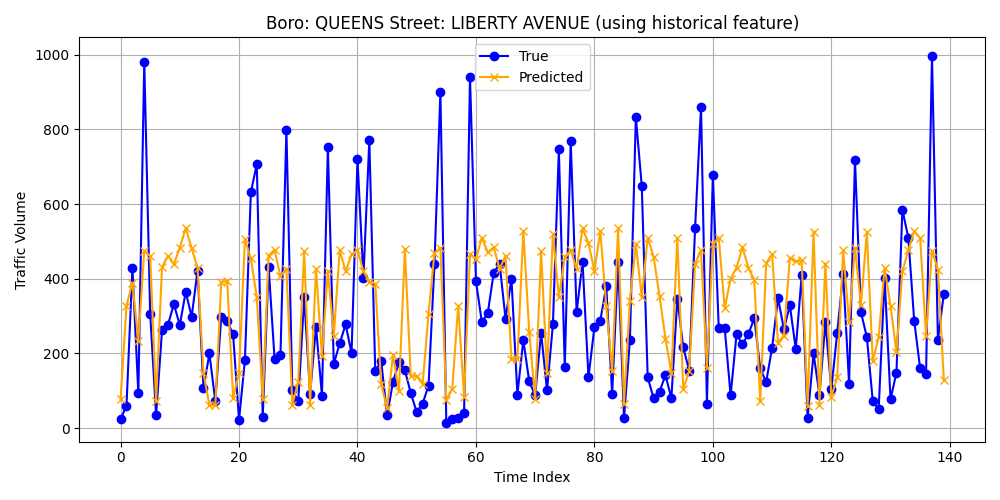 Boro: QUEENS Street: LIBERTY AVENUE (using historical feature)
True
Predicted
Traffic Volume
1000
800
600
400
200
0
0 20 40 60 80 100 120 140
Time Index